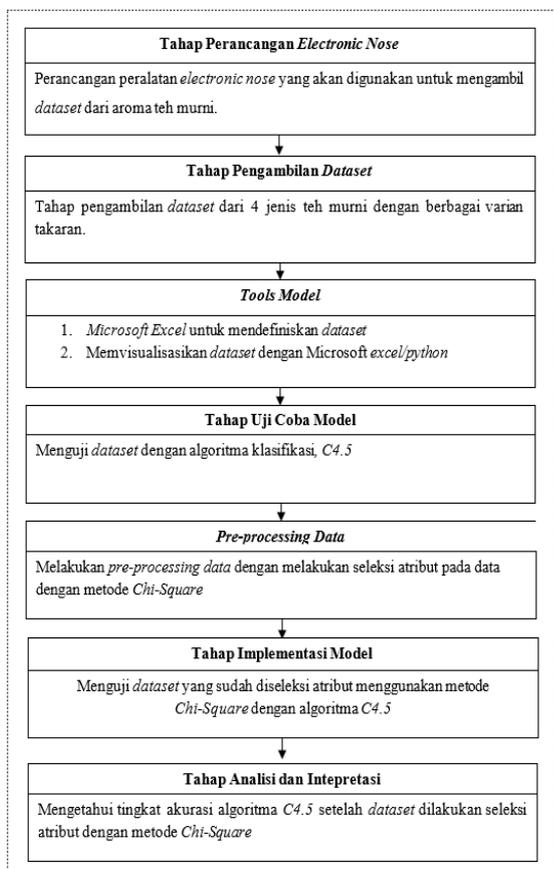 Tahap Perancangan Electronic Nose
Perancangan peralatan electronic nose yang akan digunakan untuk mengambil
dataset dari aroma teh murni.
Tahap Pengambilan Dataset
Tahap pengambilan dataset dari 4 jenis teh murni dengan berbagai varian
takaran.
Tools Model
1. Microsoft Excel untuk mendefiniskan dataset
2. Memvisualisasikan dataset dengan Microsoft excel/python
Tahap Uji Coba Model
Menguji dataset dengan algoritma klasifikasi, C4.5
Pre-processing Data
Melakukan pre-processing data dengan melakukan seleksi atribut pada data
dengan metode Chi-Square
Tahap Implementasi Model
Menguji dataset yang sudah diseleksi atribut menggunakan metode
Chi-Square dengan algoritma C4.5
Tahap Analisi dan Intepretasi
Mengetahui tingkat akurasi algoritma C4.5 setelah dataset dilakukan seleksi
atribut dengan metode Chi-Square